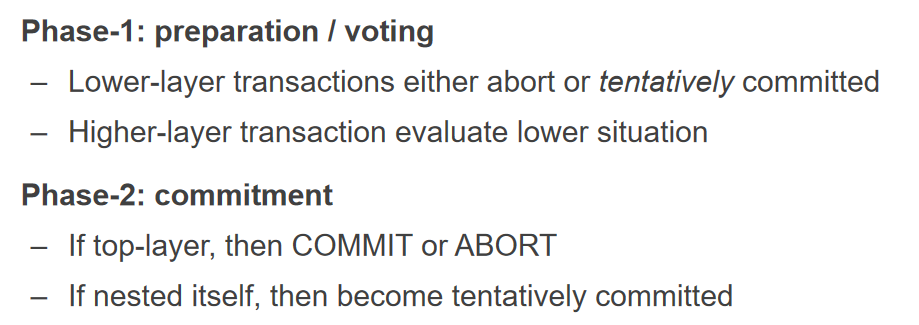 Phase-1: preparation / voting
– Lower-layer transactions either abort or tentatively committed
– Higher-layer transaction evaluate lower situation
Phase-2: commitment
– If top-layer, then COMMIT or ABORT
– If nested itself, then become tentatively committed